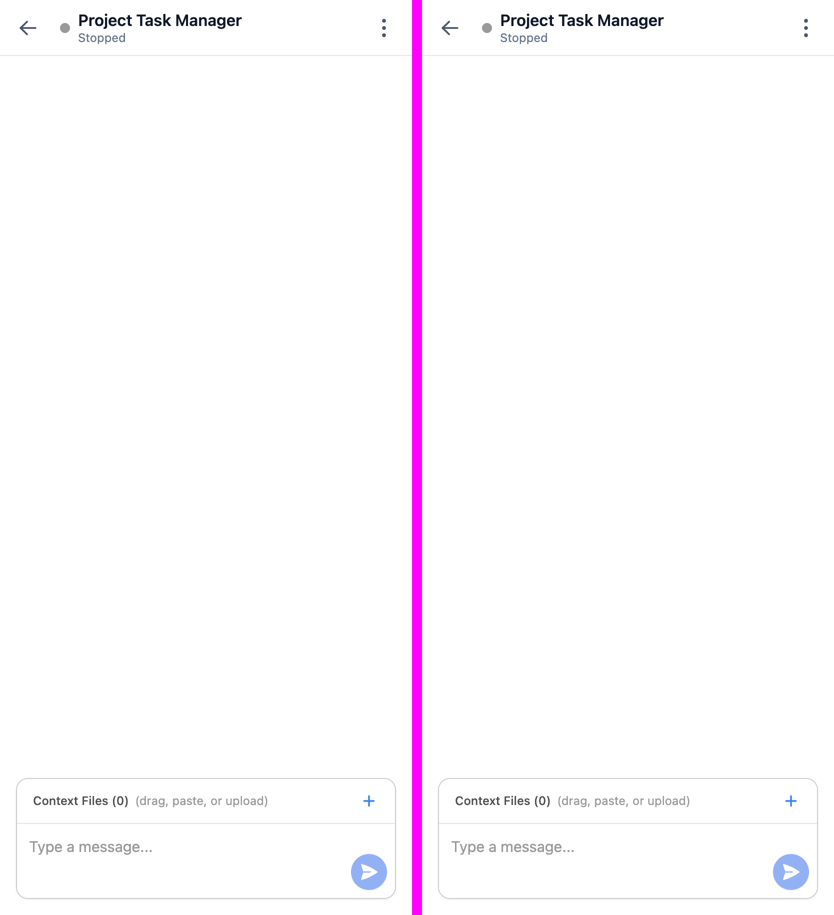 Project Task Manager
Stopped
Context Files (0) (drag, paste, or upload)
Type a message...
Project Task Manager
Stopped
Context Files (0) (drag, paste, or upload)
Type a message...